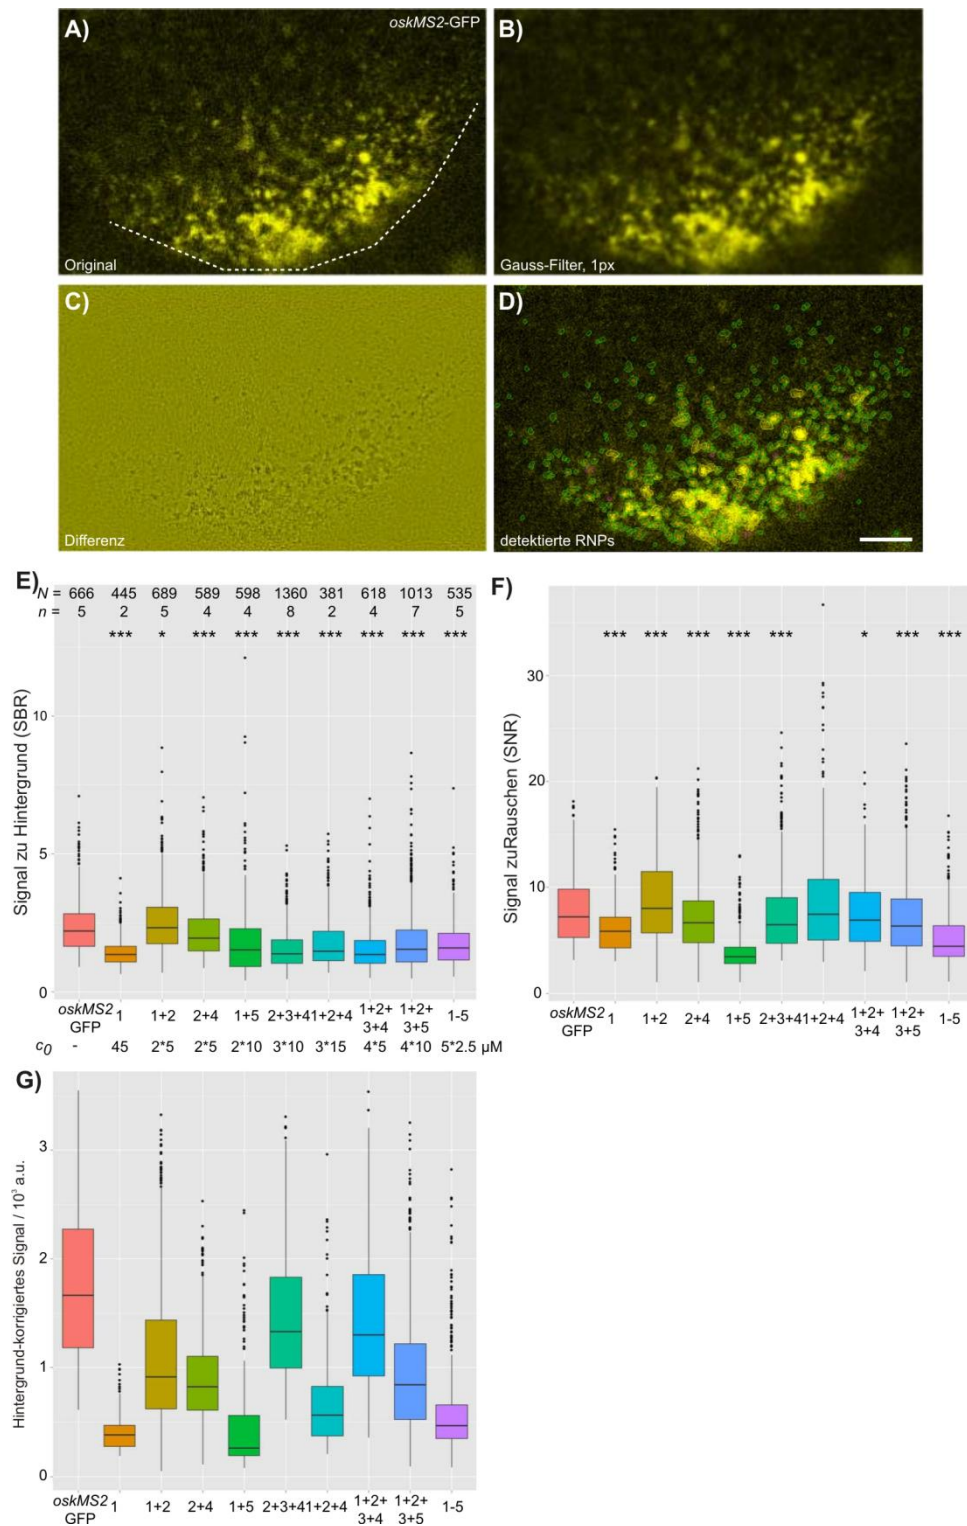 A)
oskMS2-GFP
Original
B)
Gauss-Filter, 1px
C)
Differenz
D)
detektierte RNPs
E)
N = 666 445 689 589 598 1360 381 618 1013 535
n = 5 2 5 4 4 8 2 4 7 5
*** * *** *** *** *** *** *** ***
Signal zu Hintergrund (SBR)
10
5
0
oskMS2 GFP 1 1+2 2+4 1+5 2+3+4 1+2+4 1+2+ 3+4 1+2+ 3+5 1-5
c0 - 45 2*5 2*5 2*10 3*10 3*15 4*5 4*10 5*2.5 µM
F)
*** *** *** *** *** * *** ***
Signal zuRauschen (SNR)
30
20
10
0
oskMS2 GFP 1 1+2 2+4 1+5 2+3+4 1+2+4 1+2+ 3+4 1+2+ 3+5 1-5
G)
Hintergrund-korrigiertes Signal / 10³ a.u.
3
2
1
0
oskMS2 GFP 1 1+2 2+4 1+5 2+3+4 1+2+4 1+2+ 3+4 1+2+ 3+5 1-5